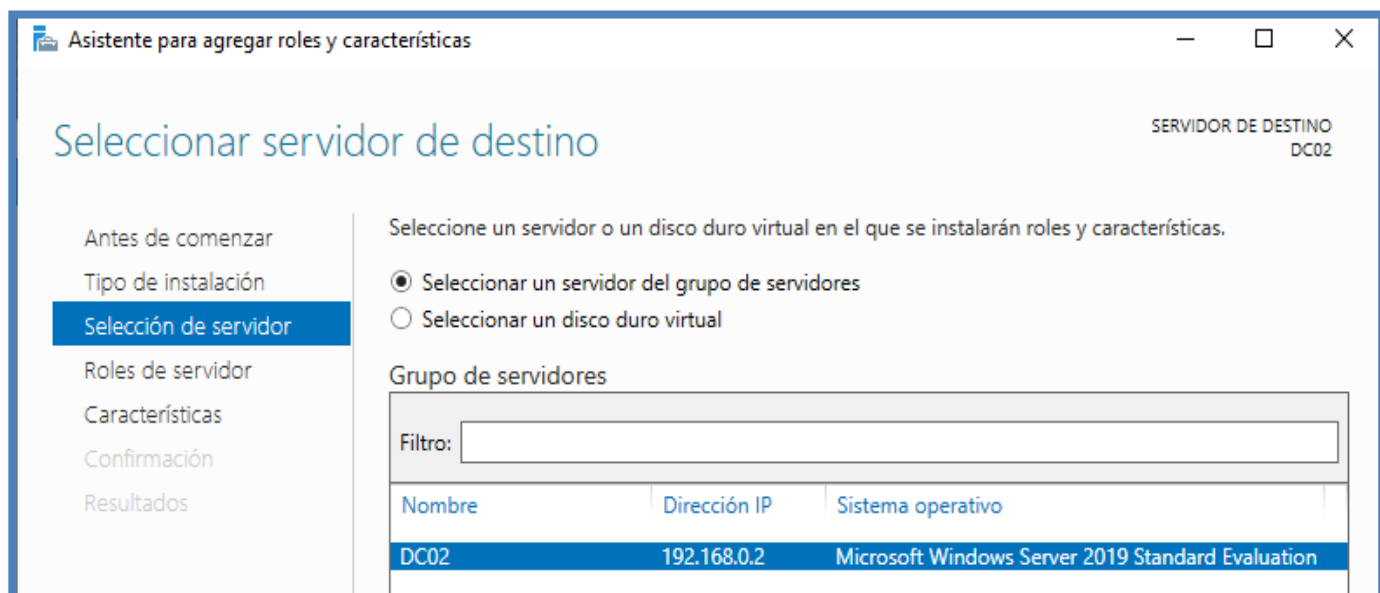 Asistente para agregar roles y características
Seleccionar servidor de destino
SERVIDOR DE DESTINO
DC02
Antes de comenzar
Tipo de instalación
Selección de servidor
Roles de servidor
Características
Confirmación
Resultados
Seleccione un servidor o un disco duro virtual en el que se instalarán roles y características.
Seleccionar un servidor del grupo de servidores
Seleccionar un disco duro virtual
Grupo de servidores
Filtro:
Nombre Dirección IP Sistema operativo
DC02 192.168.0.2 Microsoft Windows Server 2019 Standard Evaluation